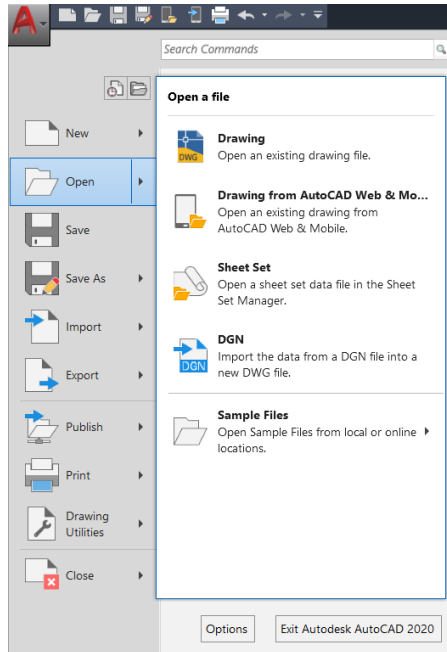 A
Search Commands
Open a file
New
Open
Save
Save As
Import
Export
Publish
Print
Drawing
Utilities
Close
DWG
Drawing
Open an existing drawing file.
Drawing from AutoCAD Web & Mo...
Open an existing drawing from
AutoCAD Web & Mobile.
Sheet Set
Open a sheet set data file in the Sheet
Set Manager.
DGN
DGN
Import the data from a DGN file into a
new DWG file.
Sample Files
Open Sample Files from local or online
locations.
Options
Exit Autodesk AutoCAD 2020